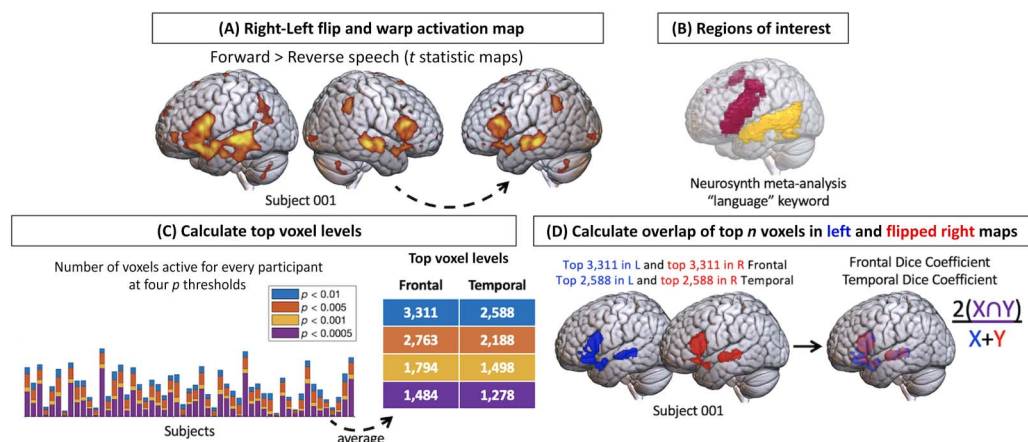 (A) Right-Left flip and warp activation map
Forward > Reverse speech (t statistic maps)
Subject 001
(B) Regions of interest
Neurosynth meta-analysis
“language” keyword
(C) Calculate top voxel levels
Number of voxels active for every participant
at four p thresholds
p < 0.01
p < 0.005
p < 0.001
p < 0.0005
Subjects
average
Top voxel levels
Frontal Temporal
3,311 2,588
2,763 2,188
1,794 1,498
1,484 1,278
(D) Calculate overlap of top n voxels in left and flipped right maps
Top 3,311 in L and top 3,311 in R Frontal
Top 2,588 in L and top 2,588 in R Temporal
Subject 001
Frontal Dice Coefficient
Temporal Dice Coefficient
2(X∩Y)
X+Y